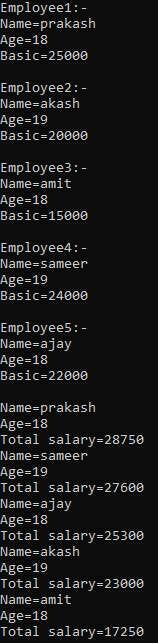 Employee1:-
Name=prakash
Age=18
Basic=25000
Employee2:-
Name=akash
Age=19
Basic=20000
Employee3:-
Name=amit
Age=18
Basic=15000
Employee4:-
Name=sameer
Age=19
Basic=24000
Employee5:-
Name=ajay
Age=18
Basic=22000
Name=prakash
Age=18
Total salary=28750
Name=sameer
Age=19
Total salary=27600
Name=ajay
Age=18
Total salary=25300
Name=akash
Age=19
Total salary=23000
Name=amit
Age=18
Total salary=17250